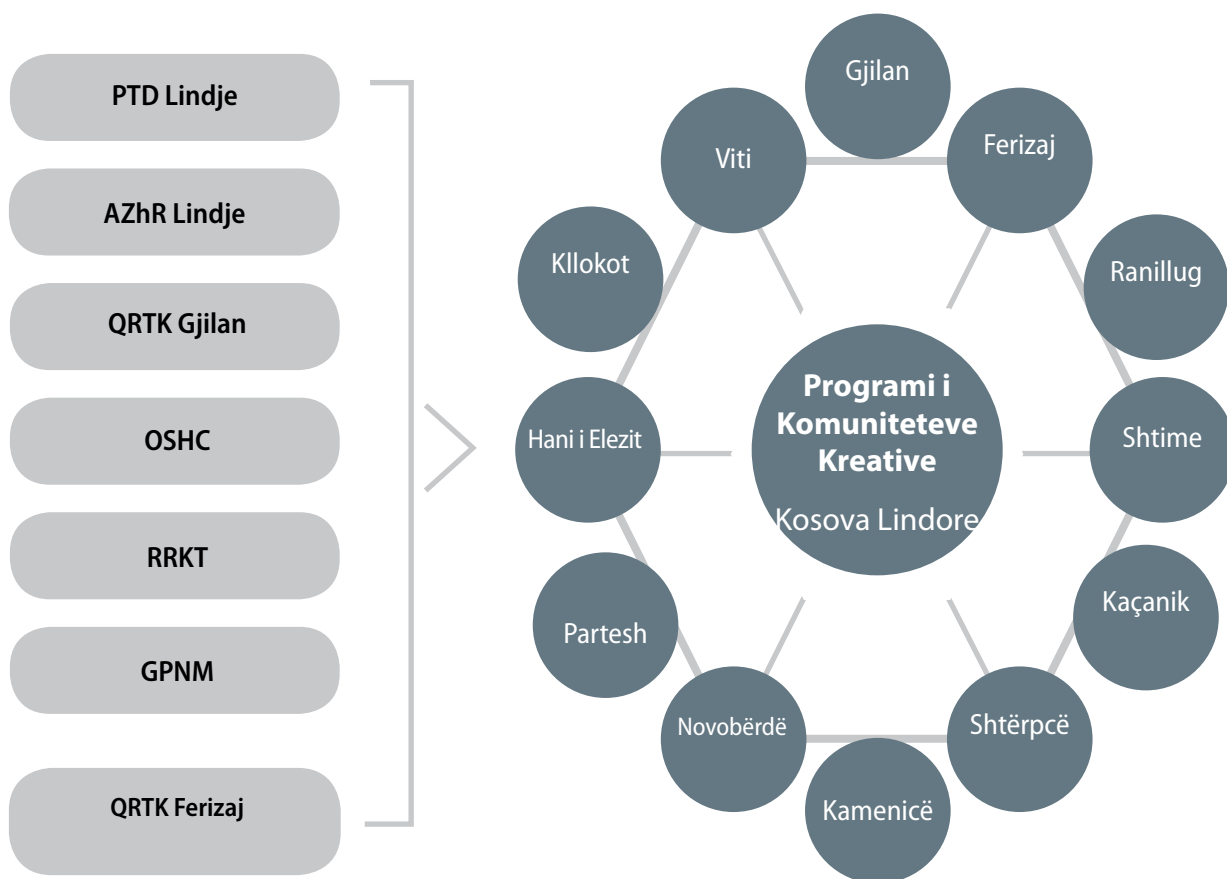 PTD Lindje
AZhR Lindje
QRTK Gjilan
OSHC
RRKT
GPNM
QRTK Ferizaj
Gjilan
Viti
Ferizaj
Kllokot
Ranillug
Hani i Elezit
Programi i
Komuniteteve
Kreative
Kosova Lindore
Shtime
Partesh
Kaçanik
Novobërdë
Shtërpcë
Kamenicë